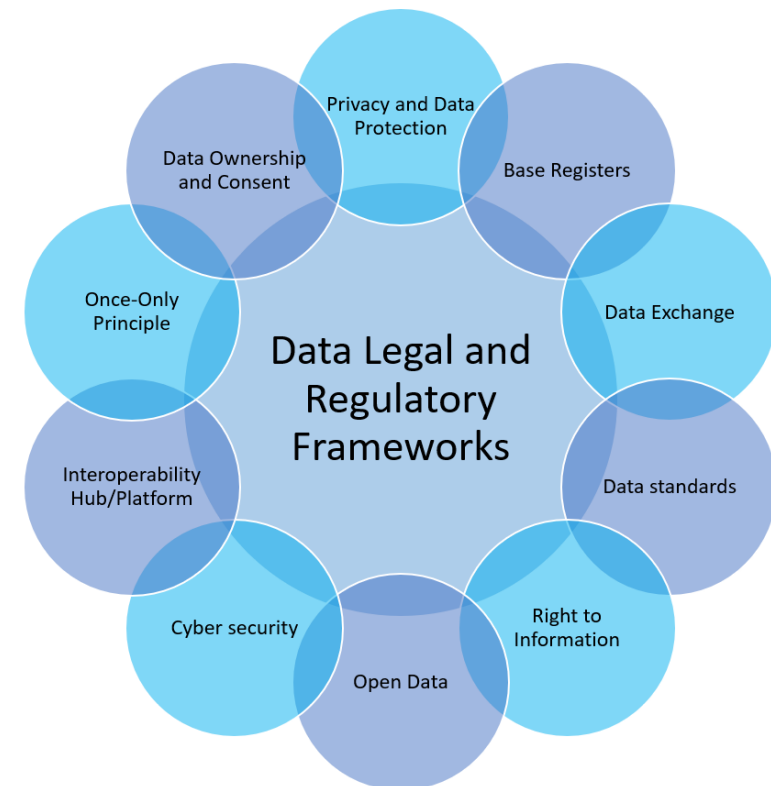 Privacy and Data
Protection
Base Registers
Data Exchange
Data standards
Right to
Information
Open Data
Cyber security
Interoperability
Hub/Platform
Once-Only
Principle
Data Ownership
and Consent
Data Legal and
Regulatory
Frameworks